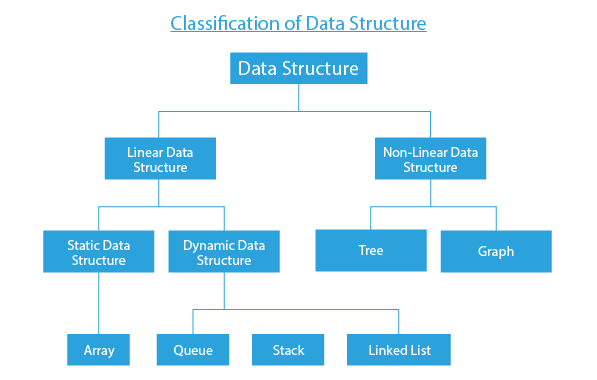 Classification of Data Structure
Data Structure
Linear Data
Structure
Non-Linear Data
Structure
Static Data
Structure
Dynamic Data
Structure
Tree
Graph
Array
Queue
Stack
Linked List